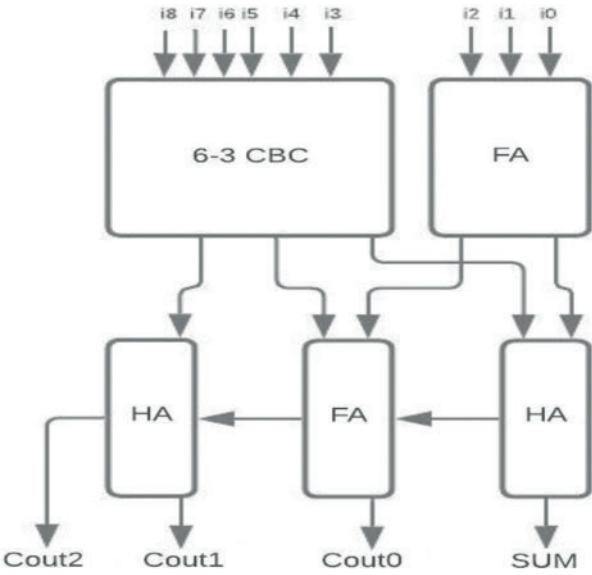 i8 i7 i6 i5 i4 i3 i2 i1 i0
6-3 CBC FA
HA FA HA
Cout2 Cout1 Cout0 SUM